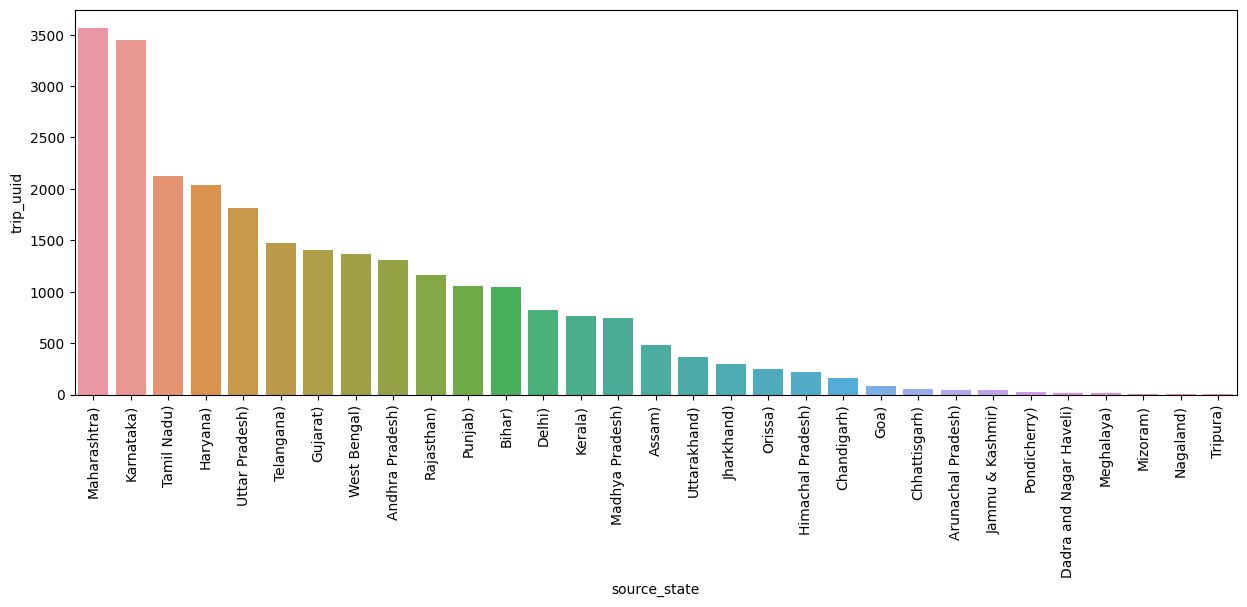 3500
3000
2500
2000
1500
1000
500
0
trip_uuid
Maharashtra)
Karnataka)
Tamil Nadu)
Haryana)
Uttar Pradesh)
Telangana)
Gujarat)
West Bengal)
Andhra Pradesh)
Rajasthan)
Punjab)
Bihar)
Delhi)
Kerala)
Madhya Pradesh)
Assam)
Uttarakhand)
Jharkhand)
Orissa)
Himachal Pradesh)
Chandigarh)
Goa)
Chhattisgarh)
Arunachal Pradesh)
Jammu & Kashmir)
Pondicherry)
Dadra and Nagar Haveli)
Meghalaya)
Mizoram)
Nagaland)
Tripura)
source_state